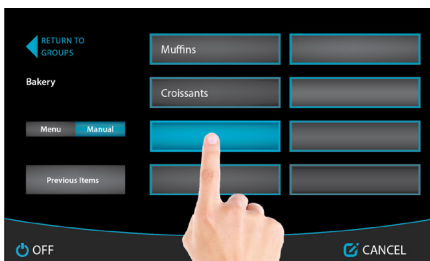 RETURN TO
GROUPS
Bakery
Menu Manual
Previous Items
Muffins
Croissants
OFF
CANCEL